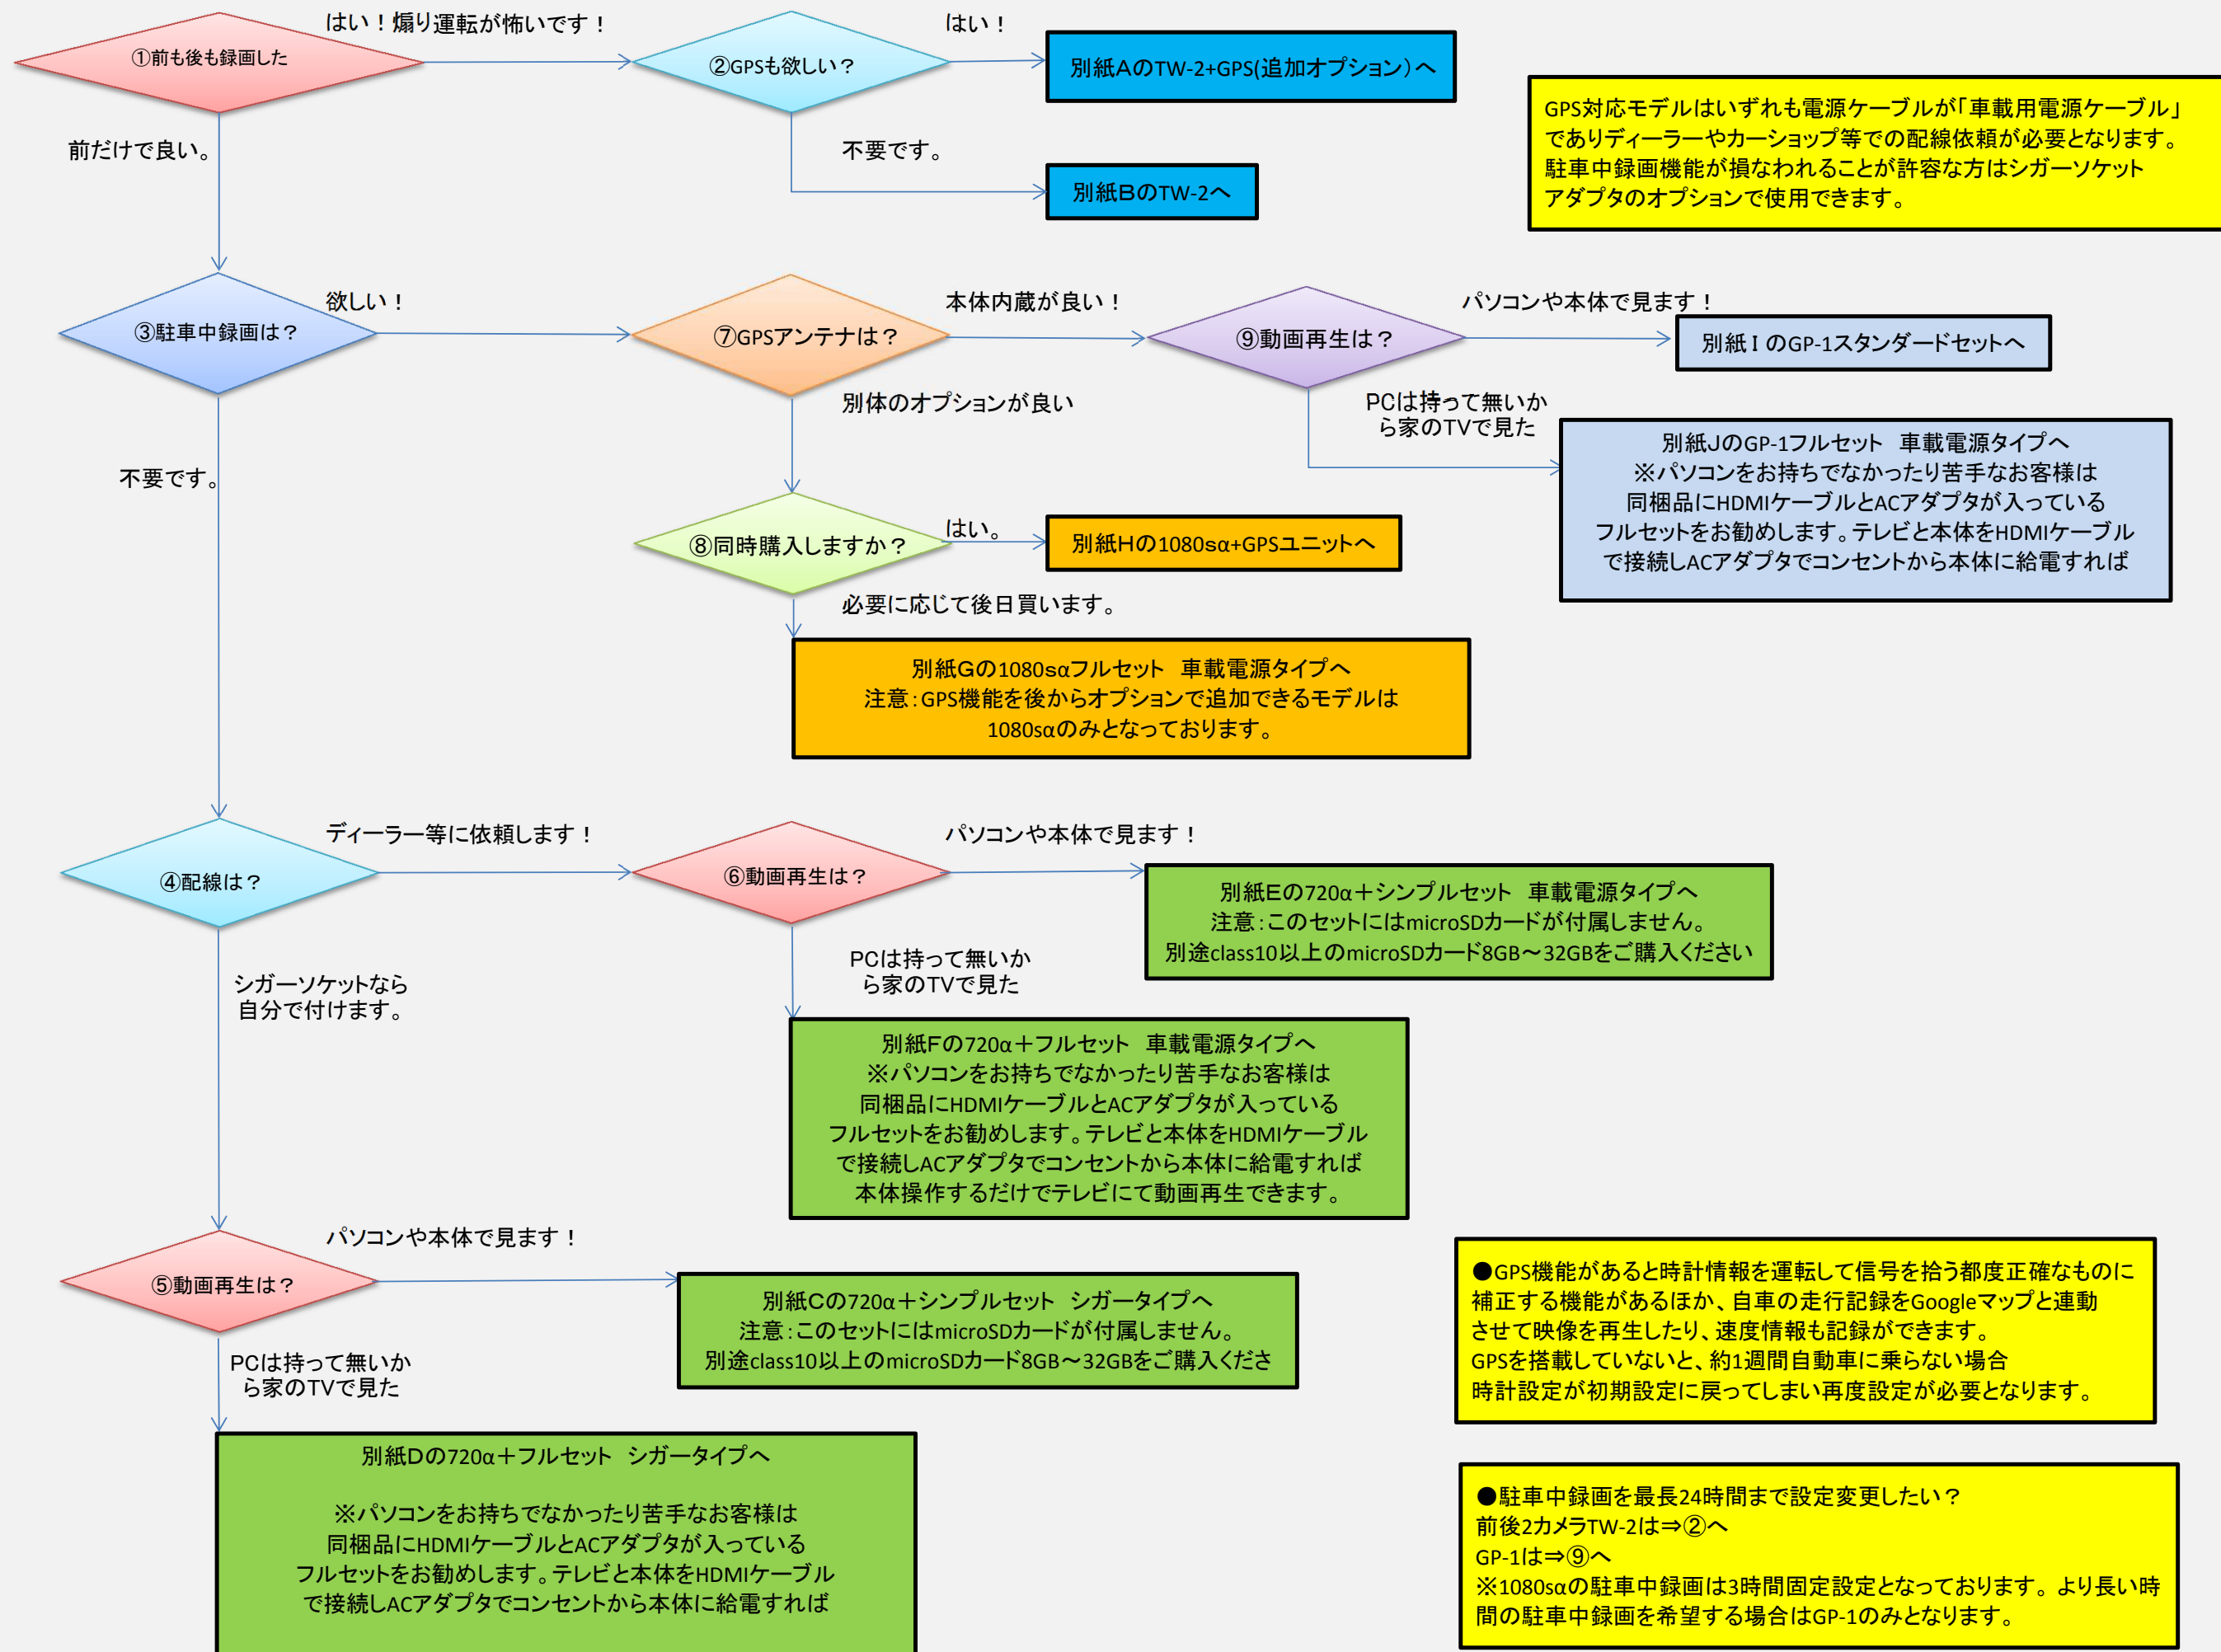 はい！煽り運転が怖いです！
はい！
①前も後も録画した
②GPSも欲しい？
別紙AのTW-2+GPS(追加オプション）へ
GPS対応モデルはいずれも電源ケーブルが「車載用電源ケーブル」
でありディーラーやカーショップ等での配線依頼が必要となります。
駐車中録画機能が損なわれることが許容な方はシガーソケット
アダプタのオプションで使用できます。
前だけで良い。
不要です。
別紙BのTW-2へ
欲しい！
本体内蔵が良い！
パソコンや本体で見ます！
③駐車中録画は？
⑦GPSアンテナは？
⑨動画再生は？
別紙ⅠのGP-1スタンダードセットへ
別体のオプションが良い
PCは持って無いか
ら家のTVで見た
別紙JのGP-1フルセット　車載電源タイプへ
※パソコンをお持ちでなかったり苦手なお客様は
同梱品にHDMIケーブルとACアダプタが入っている
フルセットをお勧めします。テレビと本体をHDMIケーブル
で接続しACアダプタでコンセントから本体に給電すれば
不要です。
はい。
⑧同時購入しますか？
別紙Hの1080sα+GPSユニットへ
必要に応じて後日買います。
別紙Gの1080sαフルセット　車載電源タイプへ
注意：GPS機能を後からオプションで追加できるモデルは
1080sαのみとなっております。
ディーラー等に依頼します！
パソコンや本体で見ます！
④配線は？
⑥動画再生は？
別紙Eの720α＋シンプルセット　車載電源タイプへ
注意：このセットにはmicroSDカードが付属しません。
別途class10以上のmicroSDカード8GB～32GBをご購入ください
PCは持って無いか
ら家のTVで見た
シガーソケットなら
自分で付けます。
別紙Fの720α＋フルセット　車載電源タイプへ
※パソコンをお持ちでなかったり苦手なお客様は
同梱品にHDMIケーブルとACアダプタが入っている
フルセットをお勧めします。テレビと本体をHDMIケーブル
で接続しACアダプタでコンセントから本体に給電すれば
本体操作するだけでテレビにて動画再生できます。
パソコンや本体で見ます！
⑤動画再生は？
別紙Cの720α＋シンプルセット　シガータイプへ
注意：このセットにはmicroSDカードが付属しません。
別途class10以上のmicroSDカード8GB～32GBをご購入くださ
●GPS機能があると時計情報を運転して信号を拾う都度正確なものに
補正する機能があるほか、自車の走行記録をGoogleマップと連動
させて映像を再生したり、速度情報も記録ができます。
GPSを搭載していないと、約1週間自動車に乗らない場合
時計設定が初期設定に戻ってしまい再度設定が必要となります。
PCは持って無いか
ら家のTVで見た
別紙Dの720α＋フルセット　シガータイプへ
※パソコンをお持ちでなかったり苦手なお客様は
同梱品にHDMIケーブルとACアダプタが入っている
フルセットをお勧めします。テレビと本体をHDMIケーブル
で接続しACアダプタでコンセントから本体に給電すれば
●駐車中録画を最長24時間まで設定変更したい？
前後2カメラTW-2は⇒②へ
GP-1は⇒⑨へ
※1080sαの駐車中録画は3時間固定設定となっております。より長い時
間の駐車中録画を希望する場合はGP-1のみとなります。